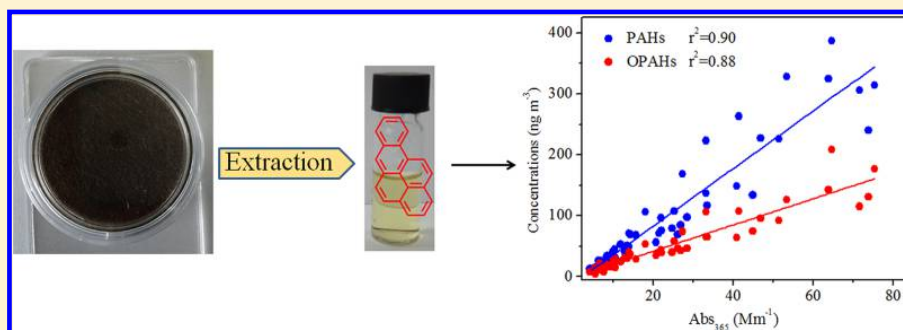 Extraction
PAHs r²=0.90
OPAHs r²=0.88
Concentrations (ng m⁻³)
400
300
200
100
0
20 40 60 80
Abs₃₆₅ (Mm⁻¹)